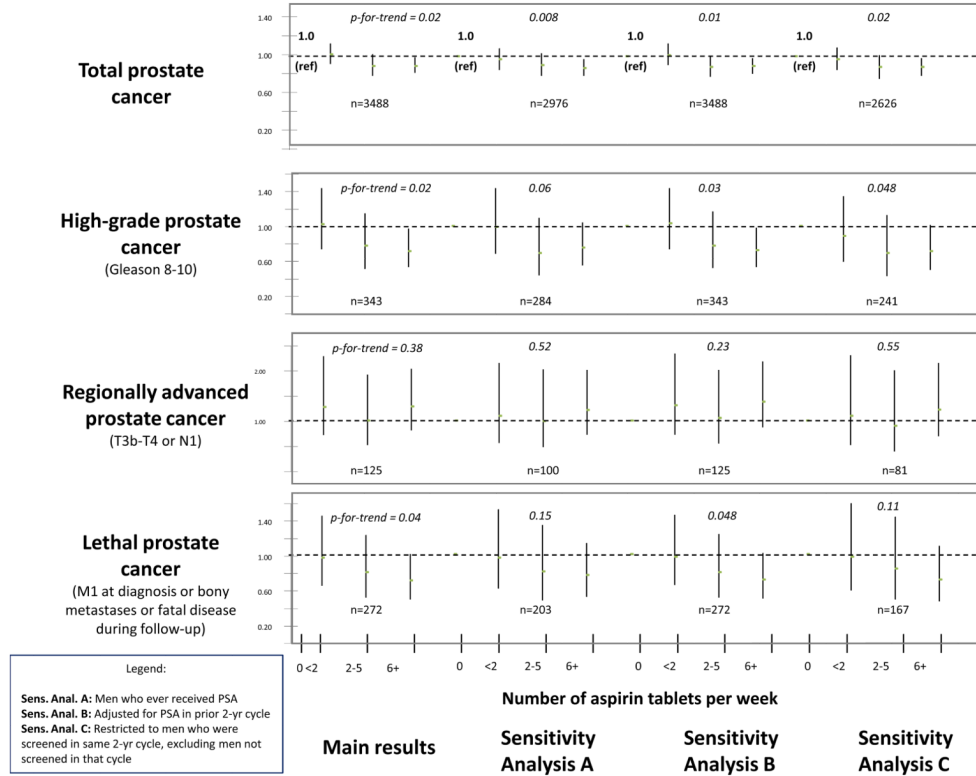 1.40
p-for-trend = 0.02
0.008
0.01
0.02
1.0
1.0
1.0
1.0
1.00
(ref)
(ref)
(ref)
(ref)
Total prostate
cancer
0.60
n=3488
n=2976
n=3488
n=2626
0.20
1.40
p-for-trend = 0.02
0.06
0.03
0.048
High-grade prostate
cancer
(Gleason 8-10)
1.00
0.60
0.20
n=343
n=284
n=343
n=241
p-for-trend = 0.38
0.52
0.23
0.55
2.00
Regionally advanced
prostate cancer
(T3b-T4 or N1)
1.00
n=125
n=100
n=125
n=81
p-for-trend = 0.04
0.15
0.048
0.11
1.40
Lethal prostate
cancer
(M1 at diagnosis or bony
metastases or fatal disease
during follow-up)
1.00
0.60
n=272
n=203
n=272
n=167
0.20
0 <2 2-5 6+ 0 <2 2-5 6+ 0 <2 2-5 6+ 0 <2 2-5 6+
Number of aspirin tablets per week
Legend:
Sens. Anal. A: Men who ever received PSA
Sens. Anal. B: Adjusted for PSA in prior 2-yr cycle
Sens. Anal. C: Restricted to men who were
screened in same 2-yr cycle, excluding men not
screened in that cycle
Main results
Sensitivity
Analysis A
Sensitivity
Analysis B
Sensitivity
Analysis C